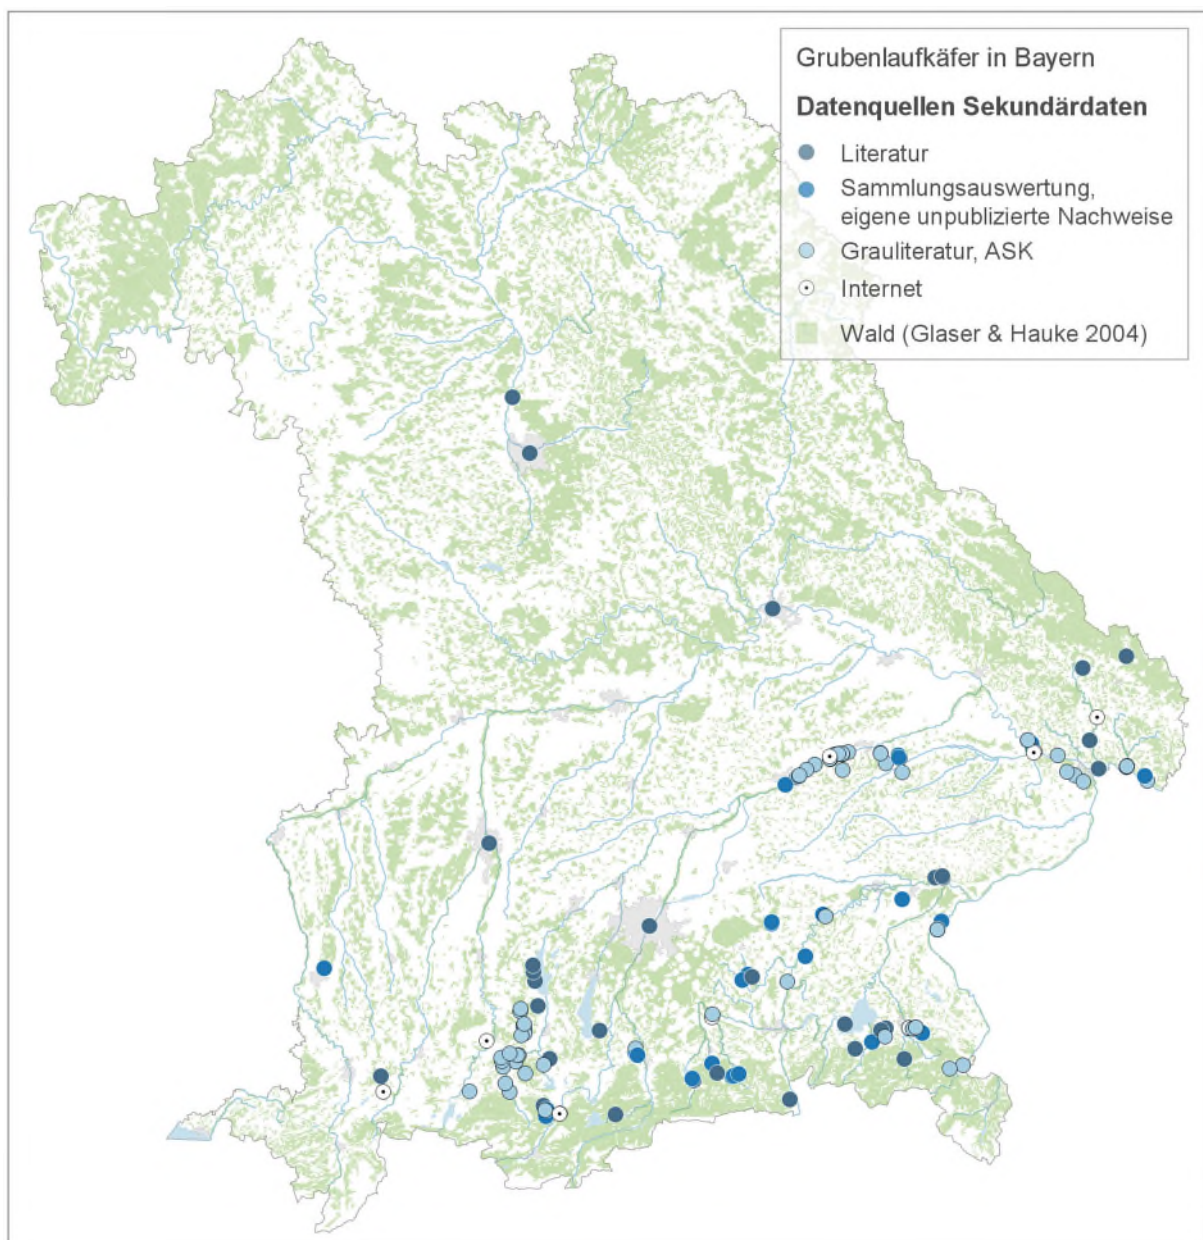 Grubenlaufkäfer in Bayern
Datenquellen Sekundärdaten
Literatur
Sammlungsauswertung,
eigene unpublizierte Nachweise
Grauliteratur, ASK
Internet
Wald (Glaser & Hauke 2004)